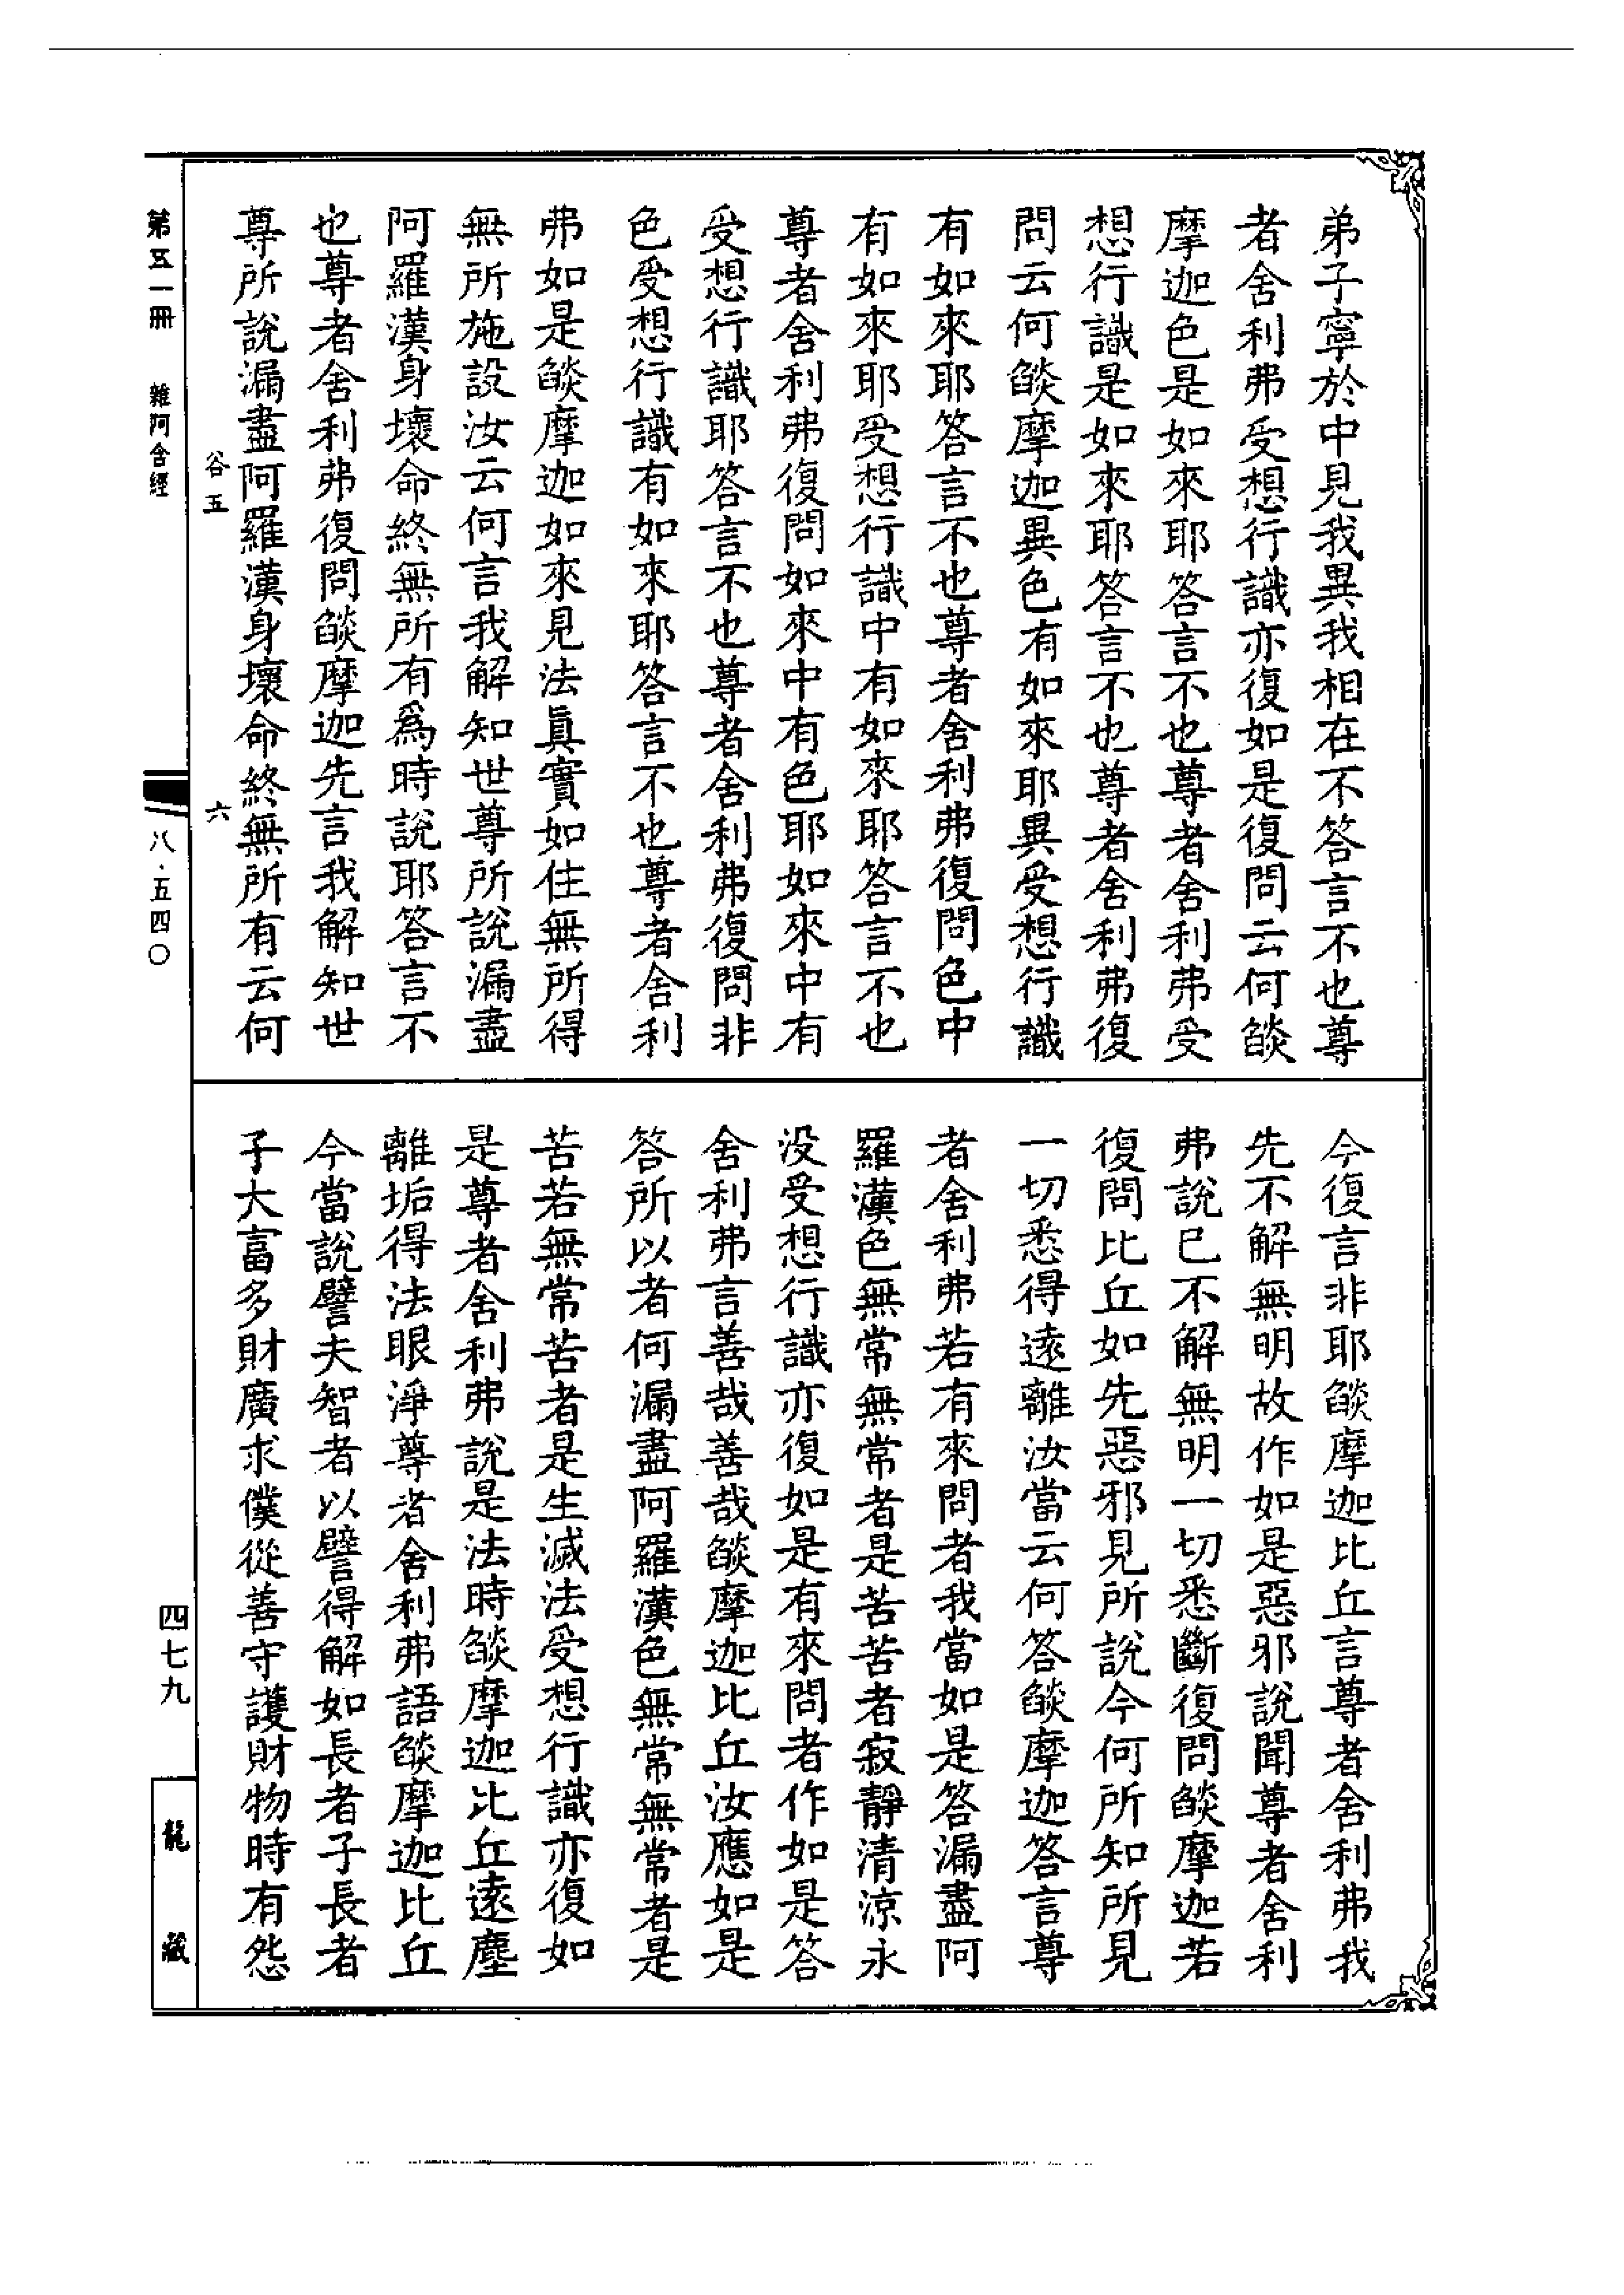 弟子寧於中見我異我相在不答言不也尊
者舍利弗受想行識亦復如是復問云何𦦨
摩迦色是如來耶答言不也尊者舍利弗受
想行識是如來耶答言不也尊者舍利弗復
問云何𦦨摩迦異色有如來耶異受想行識
有如來耶答言不也尊者舍利弗復問色中
有如來耶受想行識中有如來耶答言不也
尊者舍利弗復問如來中有色耶如來中有
受想行識耶答言不也尊者舍利弗復問非
色受想行識有如來耶答言不也尊者舍利
弗如是𦦨摩迦如來見法眞實如住無所得
無所施設汝云何言我解知世尊所說漏盡
阿羅漢身壞命終無所有爲時說耶答言不
也尊者舍利弗復問𦦨摩迦先言我解知世
尊所說漏盡阿羅漢身壞命終無所有云何
谷五
六
今復言非耶𦦨摩迦比丘言尊者舍利弗我
先不解無明故作如是惡邪說聞尊者舍利
弗說已不解無明一切悉斷復問𦦨摩迦若
復問比丘如先惡邪見所說今何所知所見
一切悉得遠離汝當云何答𦦨摩迦答言尊
者舍利弗若有來問者我當如是答漏盡阿
羅漢色無常無常者是苦苦者寂靜清涼永
沒受想行識亦復如是有來問者作如是答
舍利弗言善哉善哉𦦨摩迦比丘汝應如是
答所以者何漏盡阿羅漢色無常無常者是
苦若無常苦者是生滅法受想行識亦復如
是尊者舍利弗說是法時𦦨摩迦比丘遠塵
離垢得法眼淨尊者舍利弗語𦦨摩迦比丘
今當說譬夫智者以譬得解如長者子長者
子大富多財廣求僕從善守護財物時有怨
第五一冊 雜阿含經
八·五四〇
四七九
龍藏